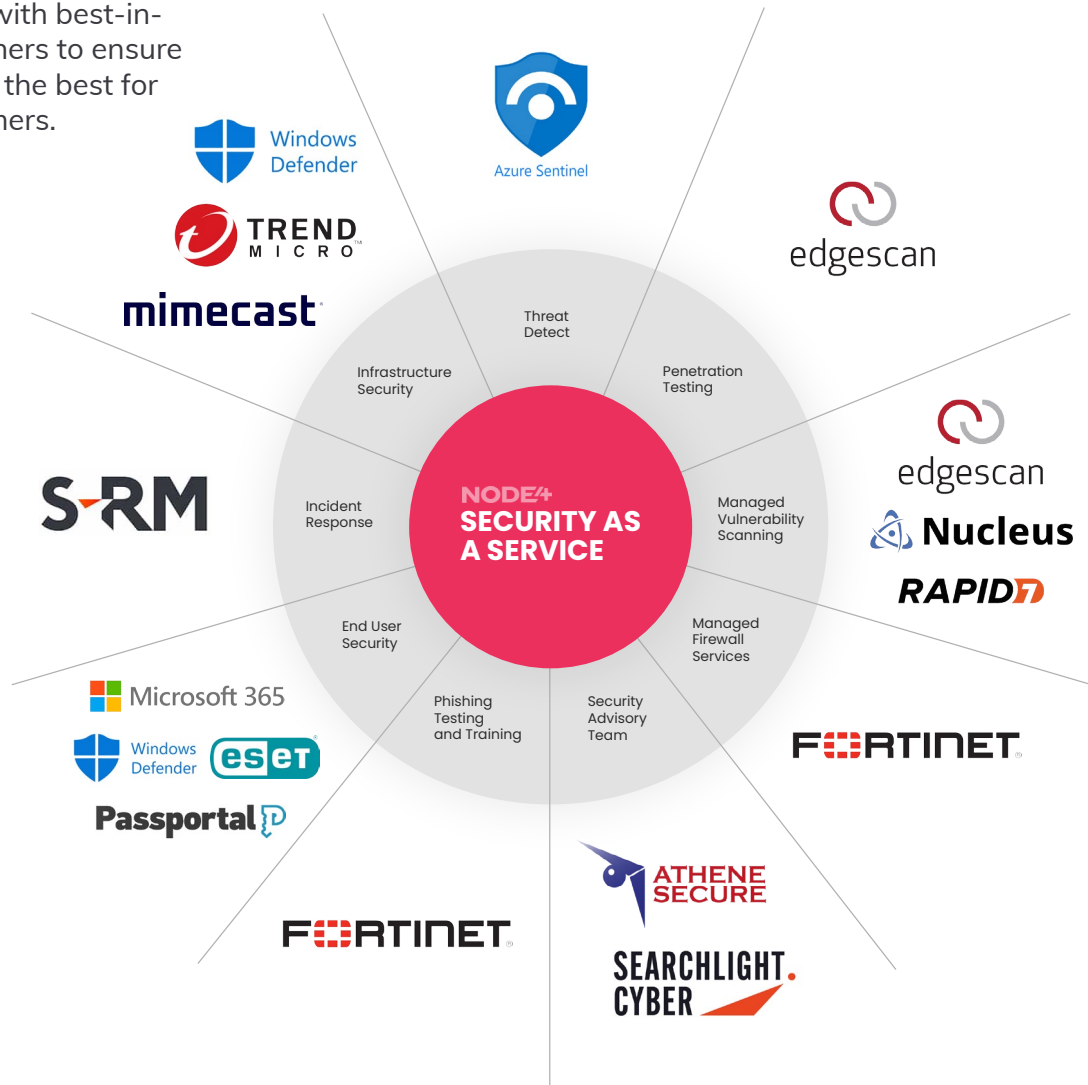 with best-in-
ners to ensure
the best for
ners.
Windows
Defender
TREND
MICRO™
mimecast
Azure Sentinel
edgescan
Threat
Detect
Infrastructure
Security
Penetration
Testing
S-RM
Incident
Response
NODE4
SECURITY AS
A SERVICE
Managed
Vulnerability
Scanning
edgescan
Nucleus
RAPID7
End User
Security
Managed
Firewall
Services
Phishing
Testing
and Training
Security
Advisory
Team
Microsoft 365
Windows
Defender
eseT®
Passportal
FORTINET®
ATHENE
SECURE
FORTINET®
SEARCHLIGHT.
CYBER